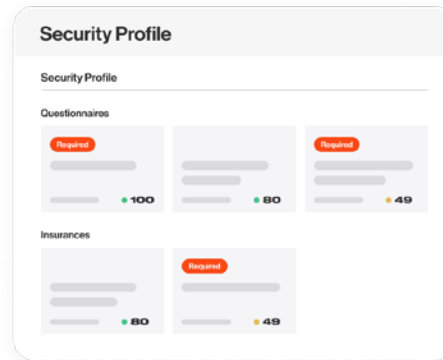 Security Profile
Security Profile
Questionnaires
Required
Required
100
80
49
Insurances
Required
80
49